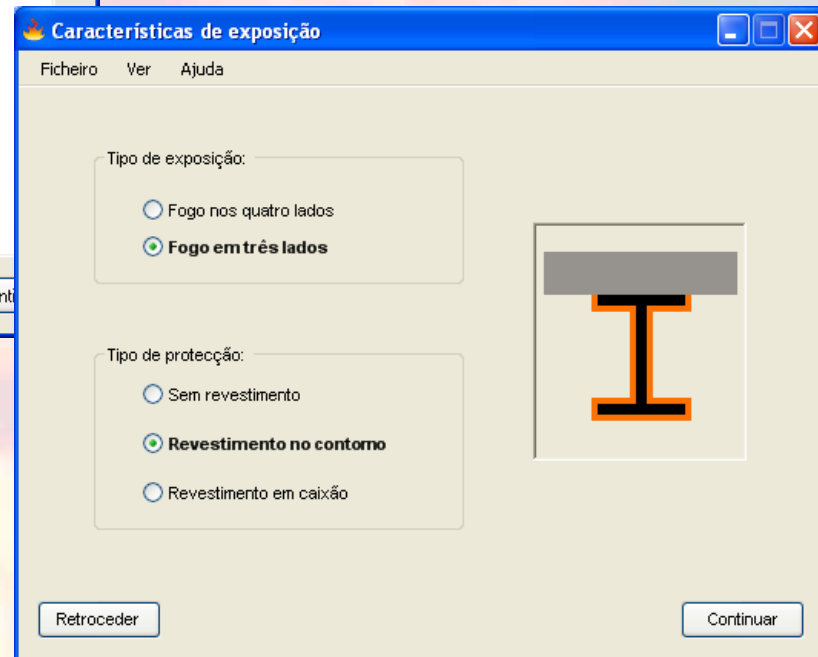 Características de exposição
Ficheiro Ver Ajuda
Tipo de exposição:
Fogo nos quatro lados
Fogo em três lados
Tipo de protecção:
Sem revestimento
Revestimento no contorno
Revestimento em caixão
Retroceder
Continuar